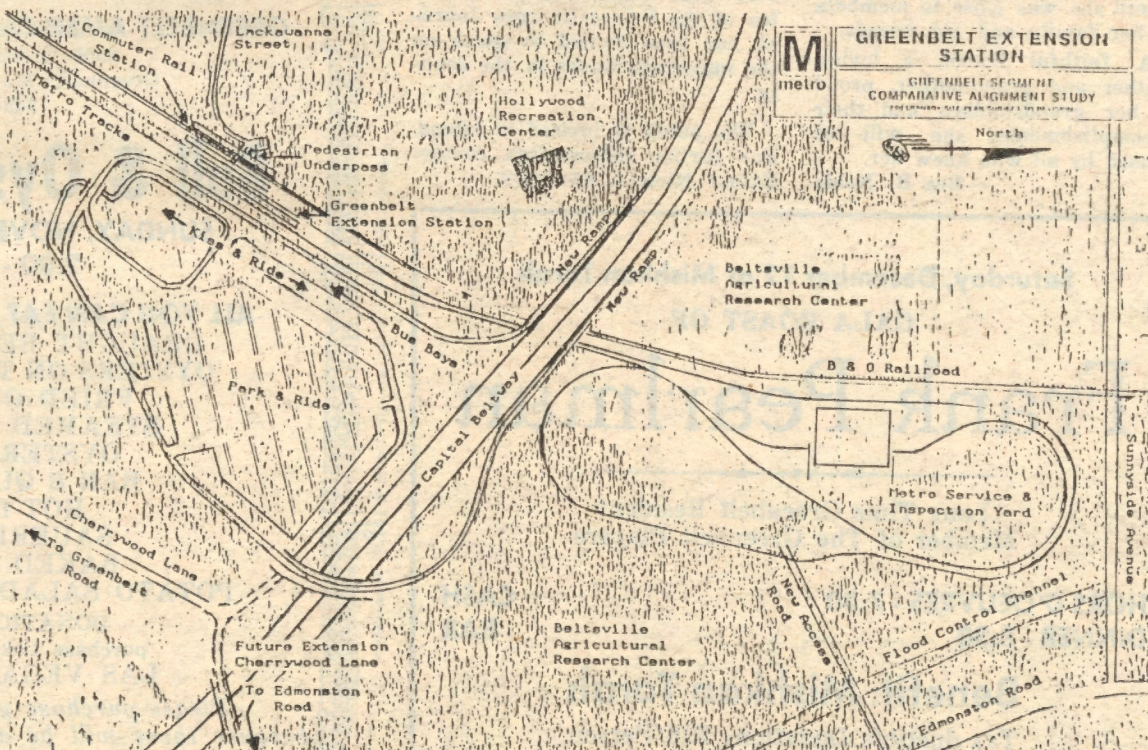 GREENBELT EXTENSION
STATION
M
metro
GREENBELT SEGMENT
COMPARATIVE ALIGNMENT STUDY
North
Commuter Rail
Station
Lackawanna
Street
Metro Tracks
Hollywood
Recreation
Center
Pedestrian
Underpass
Greenbelt
Extension Station
Kiss & Ride
New Ramp
New Ramp
Beltsville
Agricultural
Research Center
Bus Bays
B & O Railroad
Park & Ride
Capital Beltway
Sunnyside Avenue
Metro Service &
Inspection Yard
Cherrywood Lane
To Greenbelt
Road
New Access
Road
Flood Control Channel
Future Extension
Cherrywood Lane
Beltsville
Agricultural
Research Center
To Edmonston
Road
Edmonston Road